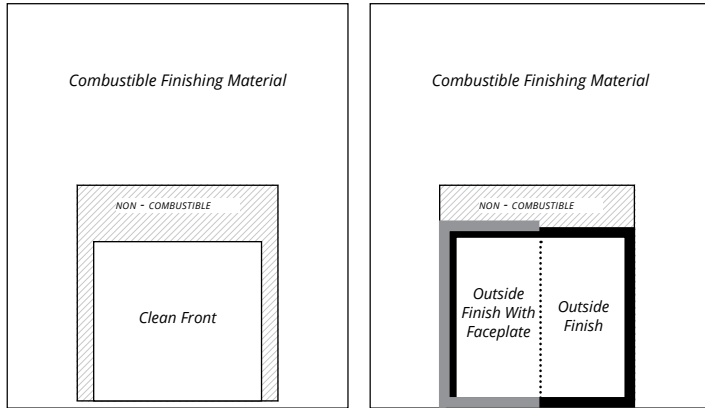 Combustible Finishing Material
NON - COMBUSTIBLE
Clean Front
Combustible Finishing Material
NON - COMBUSTIBLE
Outside
Finish With
Faceplate
Outside
Finish